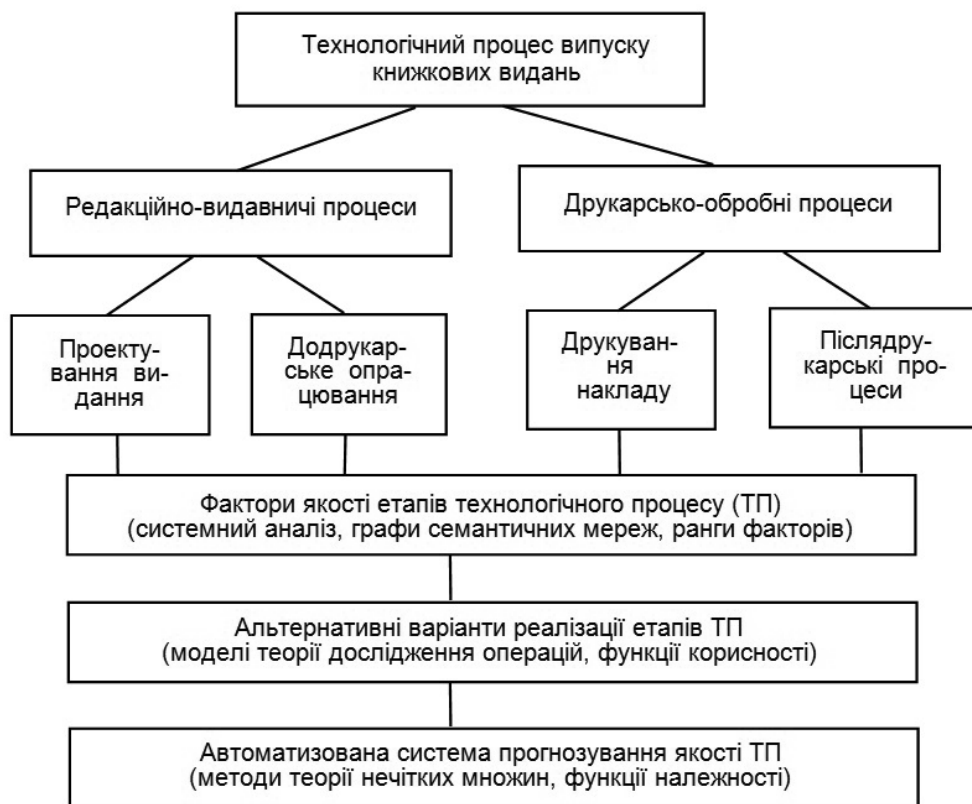 Технологічний процес випуску
книжкових видань
Редакційно-видавничі процеси
Друкарсько-обробні процеси
Проекту-
вання ви-
дання
Додрукар-
ське опра-
цювання
Друкуван-
ня
накладу
Післядру-
карські про-
цеси
Фактори якості етапів технологічного процесу (ТП)
(системний аналіз, графи семантичних мереж, ранги факторів)
Альтернативні варіанти реалізації етапів ТП
(моделі теорії дослідження операцій, функції корисності)
Автоматизована система прогнозування якості ТП
(методи теорії нечітких множин, функції належності)